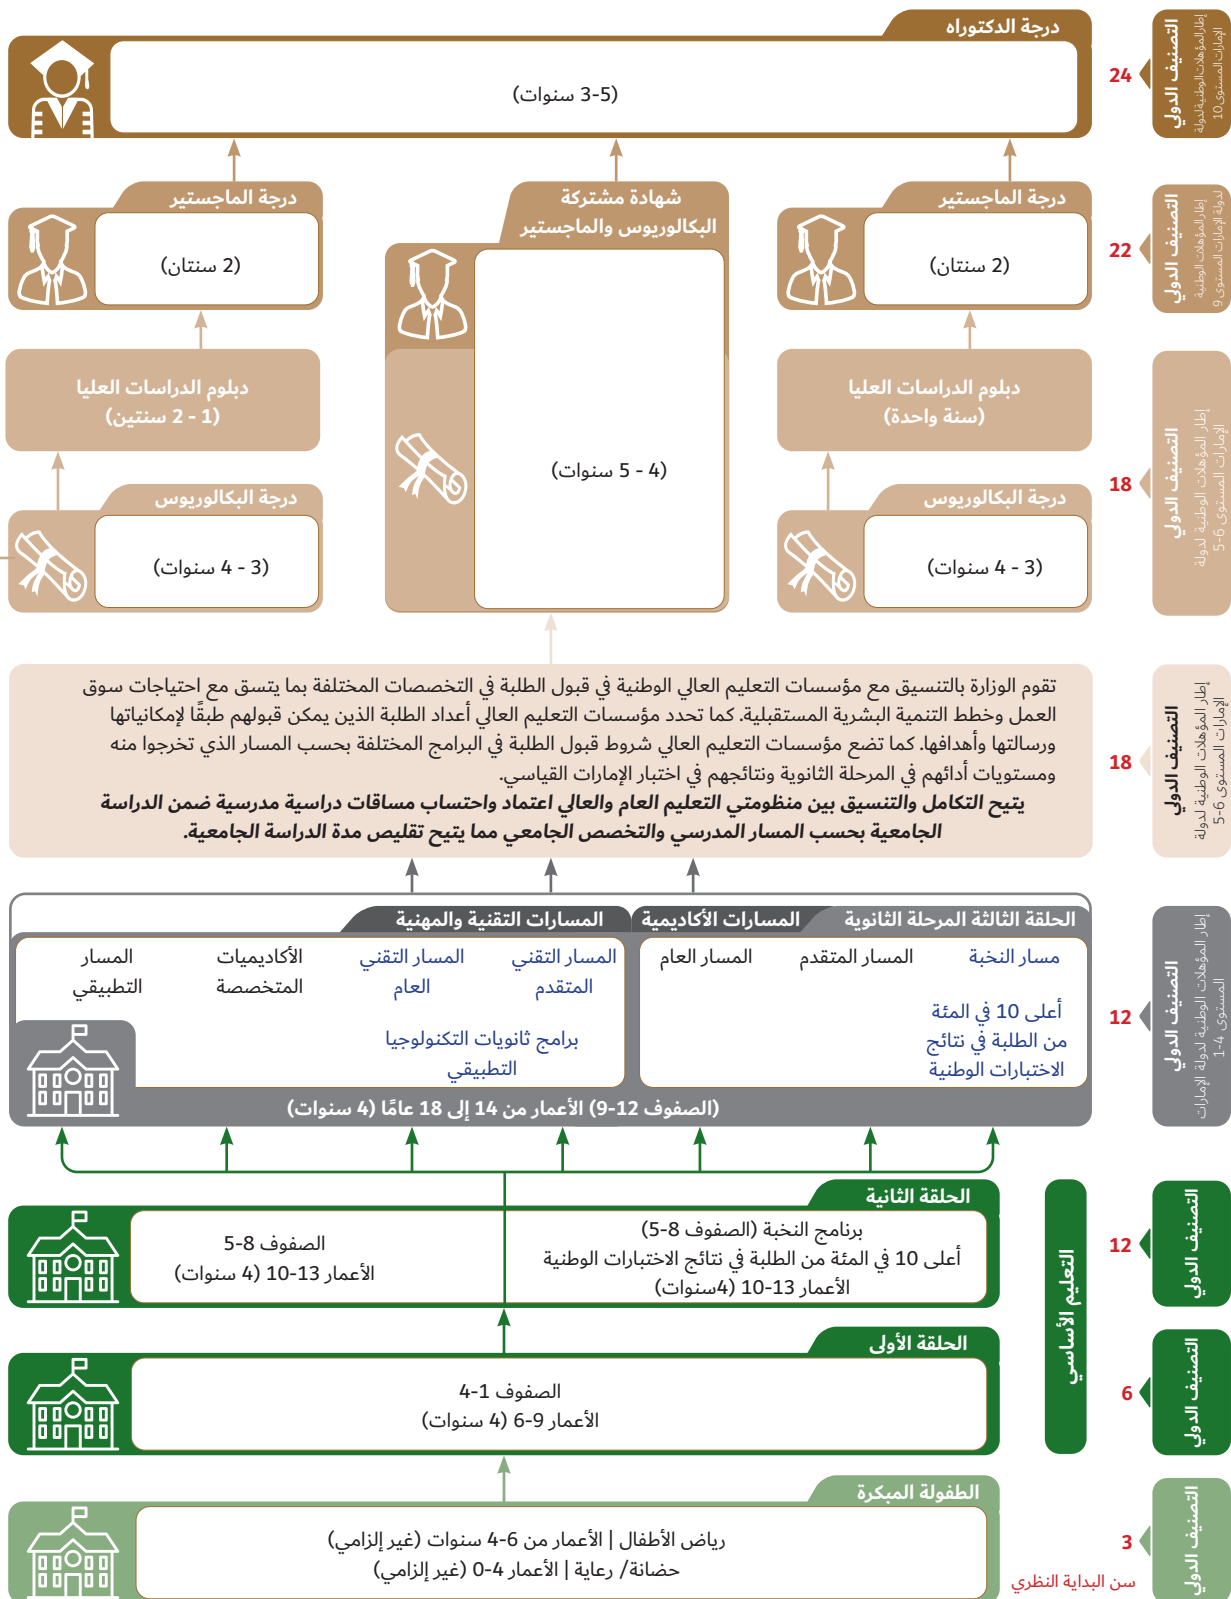 درجة الدكتوراه
(3-5 سنوات)
24
التصنيف الدولي
إطار المؤهلات الوطنية لدولة
الإمارات المستوى 10
درجة الماجستير
(2 سنتان)
شهادة مشتركة
البكالوريوس والماجستير
(4 - 5 سنوات)
درجة الماجستير
(2 سنتان)
22
التصنيف الدولي
إطار المؤهلات الوطنية
لدولة الإمارات المستوى 9
دبلوم الدراسات العليا
(سنة واحدة)
دبلوم الدراسات العليا
(1 - 2 سنتين)
درجة البكالوريوس
(3 - 4 سنوات)
درجة البكالوريوس
(3 - 4 سنوات)
18
التصنيف الدولي
إطار المؤهلات الوطنية لدولة
الإمارات المستوى 6-5
تقوم الوزارة بالتنسيق مع مؤسسات التعليم العالي الوطنية في قبول الطلبة في التخصصات المختلفة بما يتسق مع احتياجات سوق
العمل وخطط التنمية البشرية المستقبلية. كما تحدد مؤسسات التعليم العالي أعداد الطلبة الذين يمكن قبولهم طبقًا لإمكانياتها
ورسالتها وأهدافها. كما تضع مؤسسات التعليم العالي شروط قبول الطلبة في البرامج المختلفة بحسب المسار الذي تخرجوا منه
ومستويات أدائهم في المرحلة الثانوية ونتائجهم في اختبار الإمارات القياسي.
يتيح التكامل والتنسيق بين منظومتي التعليم العام والعالي اعتماد واحتساب مساقات دراسية مدرسية ضمن الدراسة
الجامعية بحسب المسار المدرسي والتخصص الجامعي مما يتيح تقليص مدة الدراسة الجامعية.
18
التصنيف الدولي
إطار المؤهلات الوطنية لدولة
الإمارات المستوى 6-5
الحلقة الثالثة المرحلة الثانوية
المسارات الأكاديمية
المسارات التقنية والمهنية
مسار النخبة
أعلى 10 في المئة
من الطلبة في نتائج
الاختبارات الوطنية
المسار المتقدم
المسار العام
المسار التقني
المتقدم
المسار التقني
العام
برامج ثانويات التكنولوجيا
التطبيقي
الأكاديميات
المتخصصة
المسار
التطبيقي
(الصفوف 12-9) الأعمار من 14 إلى 18 عامًا (4 سنوات)
12
التصنيف الدولي
إطار المؤهلات الوطنية لدولة الإمارات
المستوى 4-1
الحلقة الثانية
برنامج النخبة (الصفوف 8-5)
أعلى 10 في المئة من الطلبة في نتائج الاختبارات الوطنية
الأعمار 13-10 (4سنوات)
الصفوف 8-5
الأعمار 13-10 (4 سنوات)
12
التصنيف الدولي
التعليم الأساسي
الحلقة الأولى
الصفوف 1-4
الأعمار 9-6 (4 سنوات)
6
التصنيف الدولي
الطفولة المبكرة
رياض الأطفال | الأعمار من 6-4 سنوات (غير إلزامي)
حضانة/ رعاية | الأعمار 4-0 (غير إلزامي)
3
سن البداية النظري
التصنيف الدولي